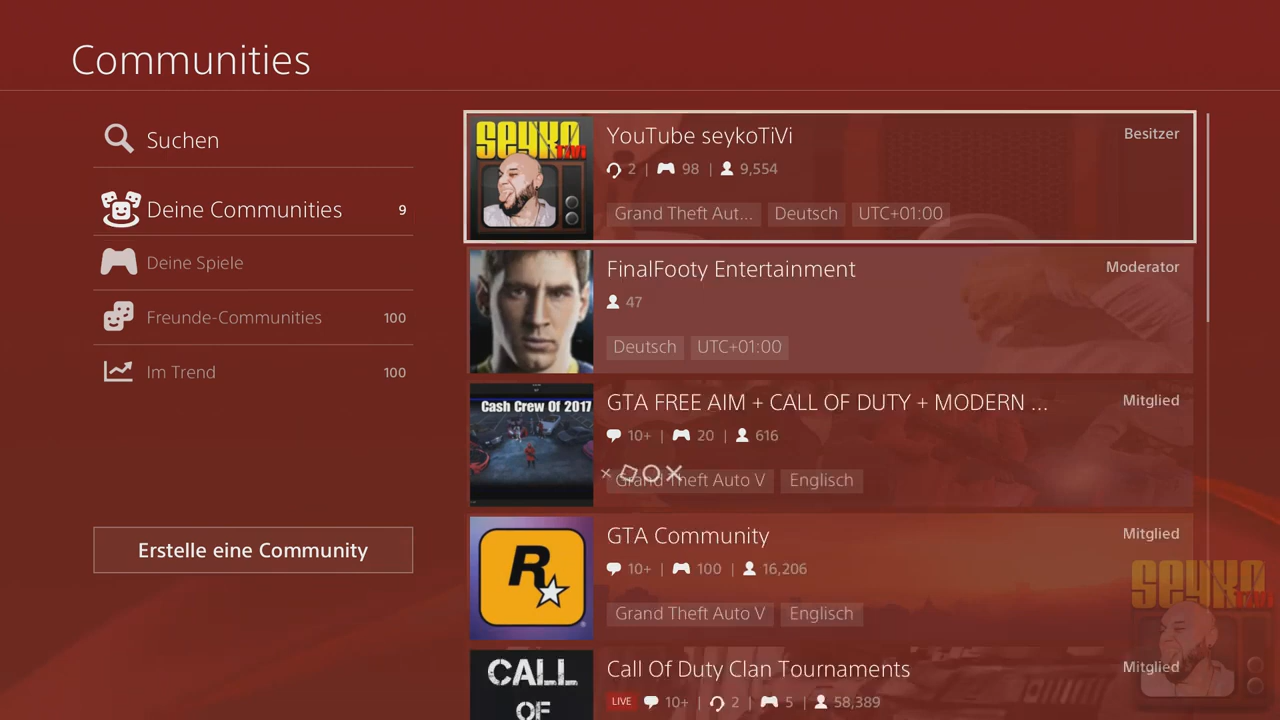 Communities
Suchen
Deine Communities 9
Deine Spiele
Freunde-Communities 100
Im Trend 100
Erstelle eine Community
SEYKO
TiVi
YouTube seykoTiVi
Besitzer
2 | 98 | 9,554
Grand Theft Aut... Deutsch UTC+01:00
FinalFooty Entertainment
Moderator
47
Deutsch UTC+01:00
Cash Crew Of 2017
GTA FREE AIM + CALL OF DUTY + MODERN ...
Mitglied
10+ | 20 | 616
Grand Theft Auto V Englisch
R
GTA Community
Mitglied
10+ | 100 | 16,206
Grand Theft Auto V Englisch
CALL
OF
Call Of Duty Clan Tournaments
Mitglied
LIVE 10+ | 2 | 5 | 58,389
SEYKO
TiVi